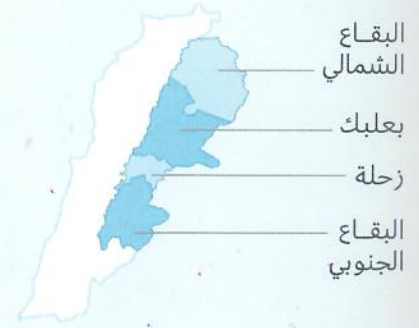 البقـاع
الشمالي
بعلبك
زحلة
البقـاع
الجنوبي